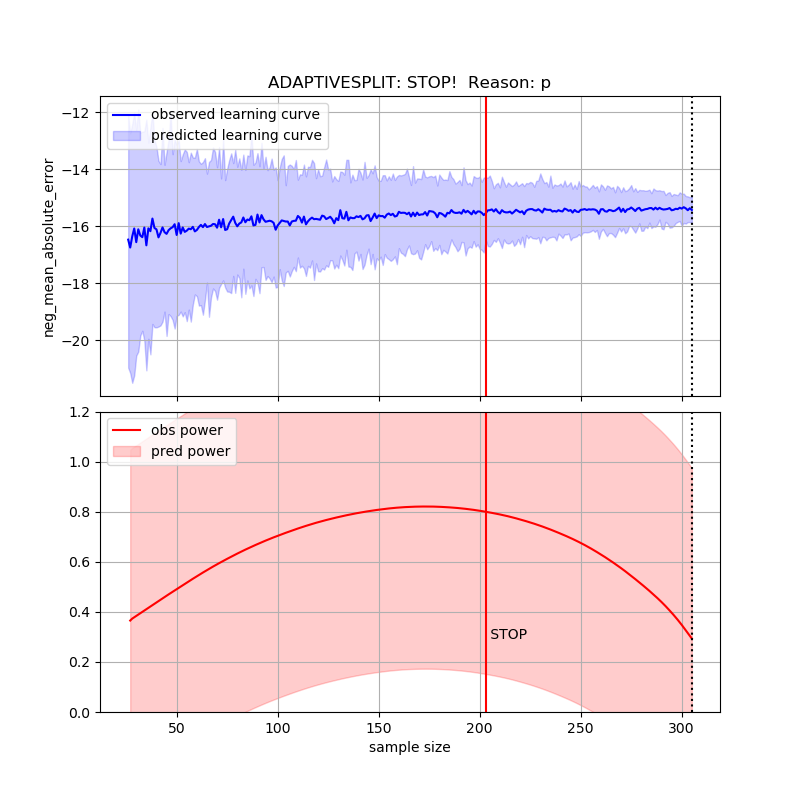 ADAPTIVESPLIT: STOP!  Reason: p
neg_mean_absolute_error
−12
−14
−16
−18
−20
observed learning curve
predicted learning curve
1.2
1.0
0.8
0.6
0.4
0.2
0.0
obs power
pred power
STOP
50 100 150 200 250 300
sample size